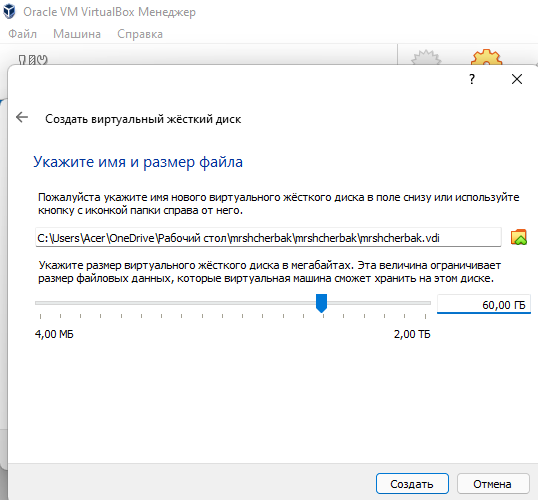 Oracle VM VirtualBox Менеджер
Файл Машина Справка
?
Создать виртуальный жёсткий диск
Укажите имя и размер файла
Пожалуйста укажите имя нового виртуального жёсткого диска в поле снизу или используйте
кнопку с иконкой папки справа от него.
C:\Users\Acer\OneDrive\Рабочий стол\mrshcherbak\mrshcherbak\mrshcherbak.vdi
Укажите размер виртуального жёсткого диска в мегабайтах. Эта величина ограничивает
размер файловых данных, которые виртуальная машина сможет хранить на этом диске.
60,00 ГБ
4,00 МБ 2,00 ТБ
Создать Отмена